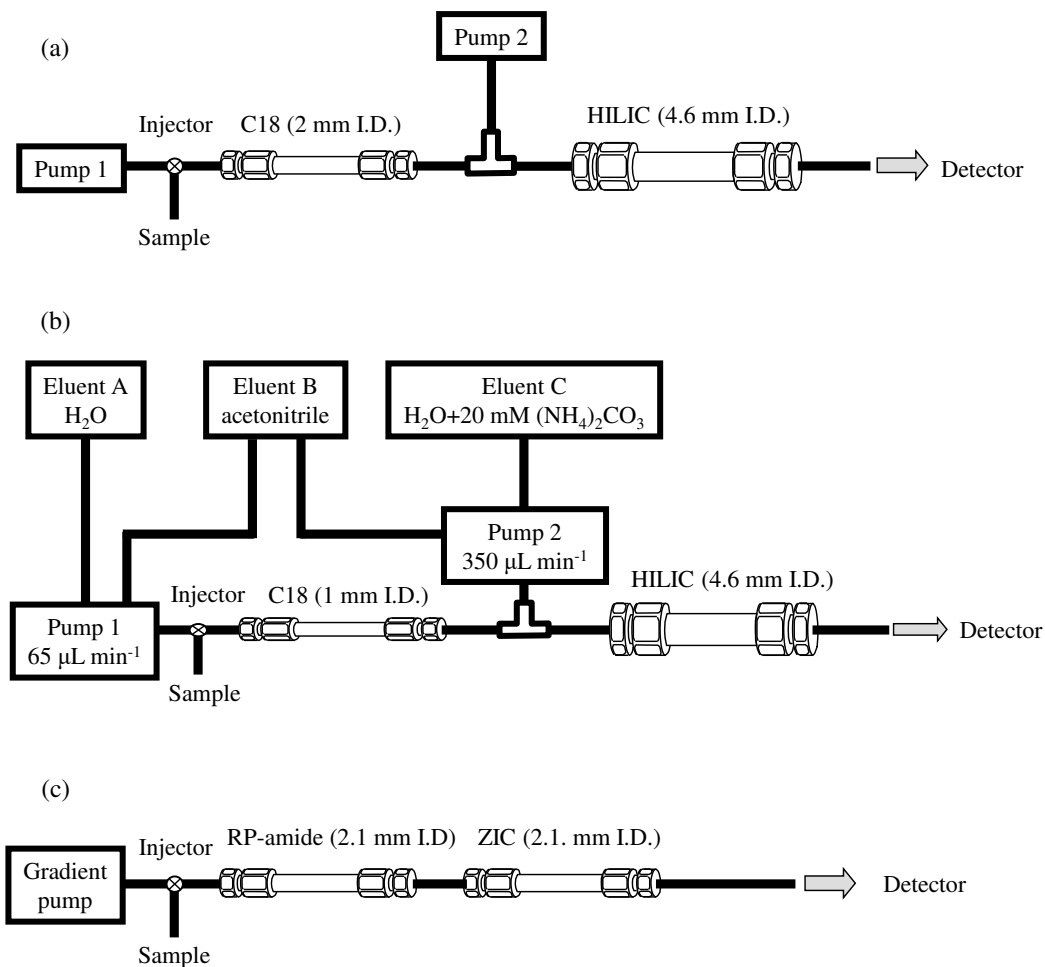 (a)
Pump 2
Injector
C18 (2 mm I.D.)
HILIC (4.6 mm I.D.)
Pump 1
Detector
Sample
(b)
Eluent A
H₂O
Eluent B
acetonitrile
Eluent C
H₂O+20 mM (NH₄)₂CO₃
Pump 2
350 μL min⁻¹
Injector
C18 (1 mm I.D.)
HILIC (4.6 mm I.D.)
Pump 1
65 μL min⁻¹
Detector
Sample
(c)
Injector
RP-amide (2.1 mm I.D)
ZIC (2.1. mm I.D.)
Gradient
pump
Detector
Sample